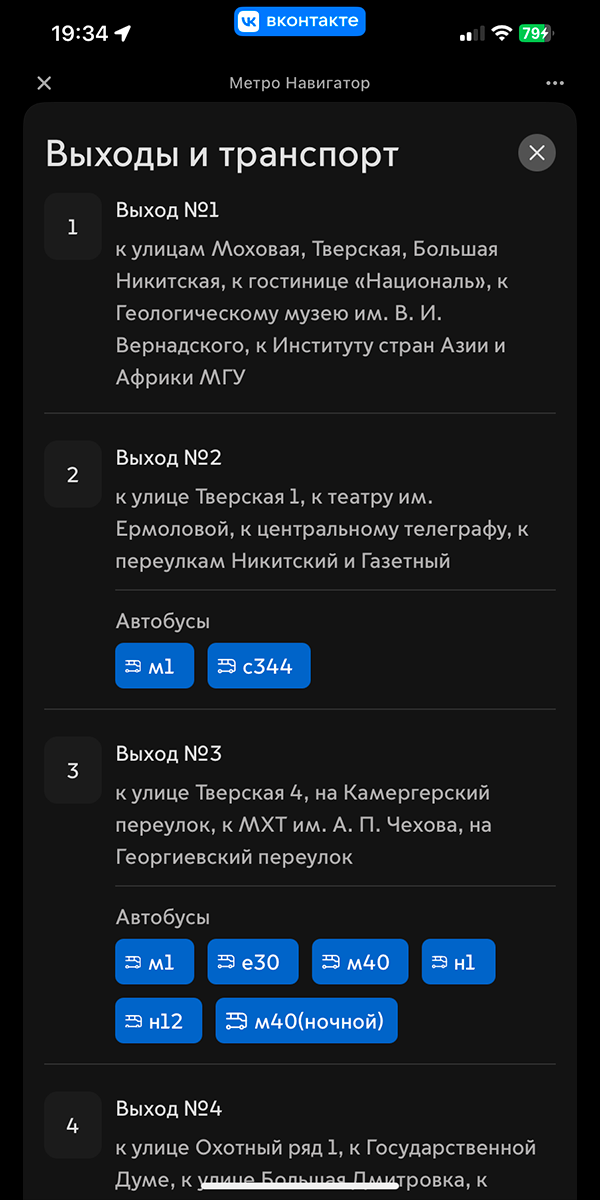 19:34
вконтакте
79
Метро Навигатор
Выходы и транспорт
1
Выход №1
к улицам Моховая, Тверская, Большая
Никитская, к гостинице «Националь», к
Геологическому музею им. В. И.
Вернадского, к Институту стран Азии и
Африки МГУ
2
Выход №2
к улице Тверская 1, к театру им.
Ермоловой, к центральному телеграфу, к
переулкам Никитский и Газетный
Автобусы
м1 с344
3
Выход №3
к улице Тверская 4, на Камергерский
переулок, к МХТ им. А. П. Чехова, на
Георгиевский переулок
Автобусы
м1 е30 м40 н1
н12 м40(ночной)
4
Выход №4
к улице Охотный ряд 1, к Государственной
Думе, к улице Большая Дмитровка, к